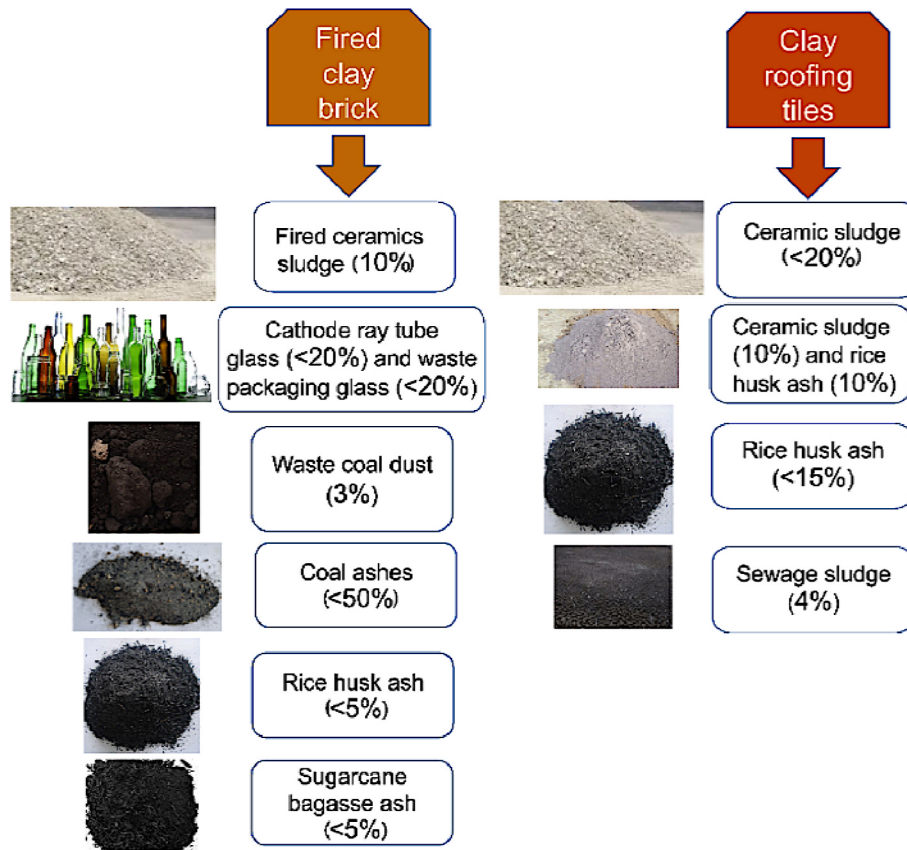 Fired
clay
brick
Clay
roofing
tiles
Fired ceramics
sludge (10%)
Cathode ray tube
glass (<20%) and waste
packaging glass (<20%)
Waste coal dust
(3%)
Coal ashes
(<50%)
Rice husk ash
(<5%)
Sugarcane
bagasse ash
(<5%)
Ceramic sludge
(<20%)
Ceramic sludge
(10%) and rice
husk ash (10%)
Rice husk ash
(<15%)
Sewage sludge
(4%)